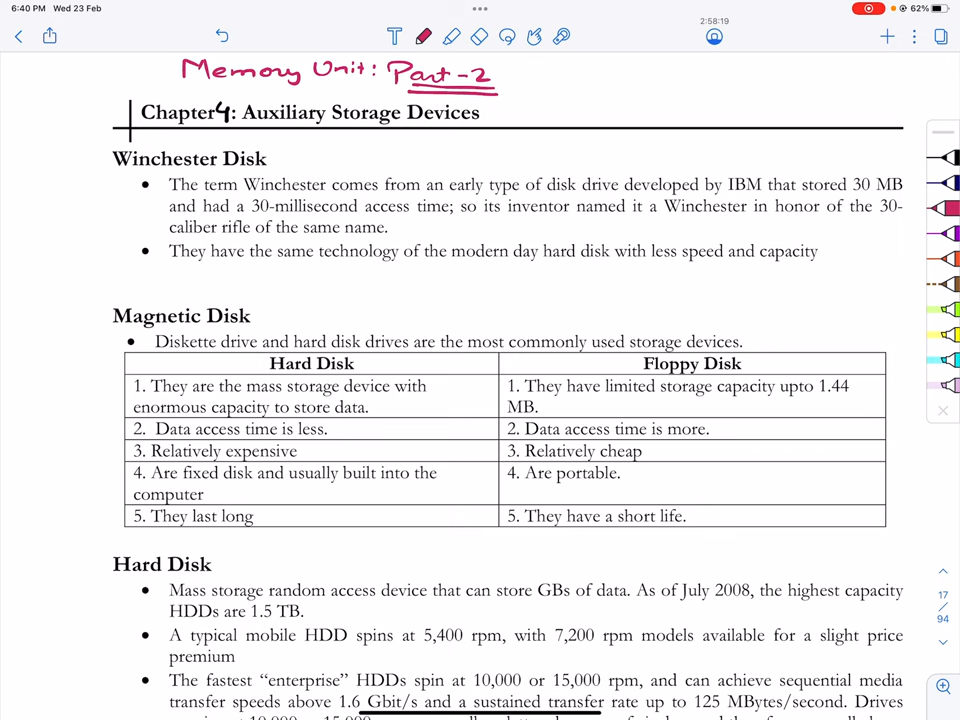 6:40 PM Wed 23 Feb
62%
2:58:19
Memory Unit: Part-2
Chapter4: Auxiliary Storage Devices
Winchester Disk
• The term Winchester comes from an early type of disk drive developed by IBM that stored 30 MB
and had a 30-millisecond access time; so its inventor named it a Winchester in honor of the 30-
caliber rifle of the same name.
• They have the same technology of the modern day hard disk with less speed and capacity
Magnetic Disk
• Diskette drive and hard disk drives are the most commonly used storage devices.
Hard Disk Floppy Disk
1. They are the mass storage device with 1. They have limited storage capacity upto 1.44
enormous capacity to store data. MB.
2. Data access time is less. 2. Data access time is more.
3. Relatively expensive 3. Relatively cheap
4. Are fixed disk and usually built into the 4. Are portable.
computer
5. They last long 5. They have a short life.
Hard Disk
• Mass storage random access device that can store GBs of data. As of July 2008, the highest capacity
HDDs are 1.5 TB.
• A typical mobile HDD spins at 5,400 rpm, with 7,200 rpm models available for a slight price
premium
• The fastest “enterprise” HDDs spin at 10,000 or 15,000 rpm, and can achieve sequential media
transfer speeds above 1.6 Gbit/s and a sustained transfer rate up to 125 MBytes/second. Drives
17
/
94